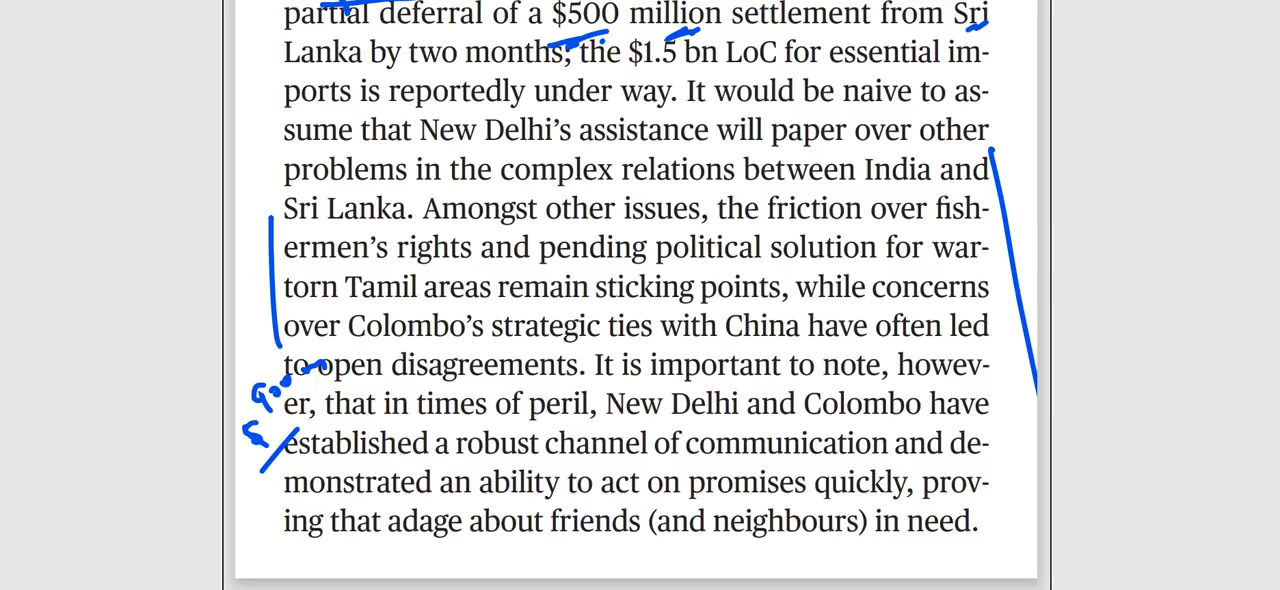 partial deferral of a $500 million settlement from Sri
Lanka by two months; the $1.5 bn LoC for essential im-
ports is reportedly under way. It would be naive to as-
sume that New Delhi’s assistance will paper over other
problems in the complex relations between India and
Sri Lanka. Amongst other issues, the friction over fish-
ermen’s rights and pending political solution for war-
torn Tamil areas remain sticking points, while concerns
over Colombo’s strategic ties with China have often led
to open disagreements. It is important to note, howev-
er, that in times of peril, New Delhi and Colombo have
established a robust channel of communication and de-
monstrated an ability to act on promises quickly, prov-
ing that adage about friends (and neighbours) in need.